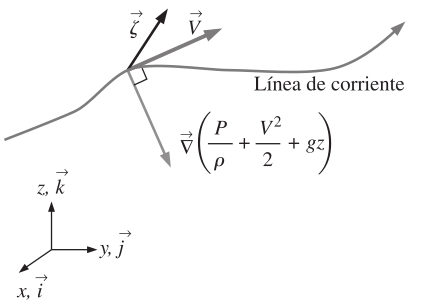 ζ⃗ V⃗
Línea de corriente
∇⃗(P/ρ + V²/2 + gz)
z, k⃗
y, j⃗
x, i⃗